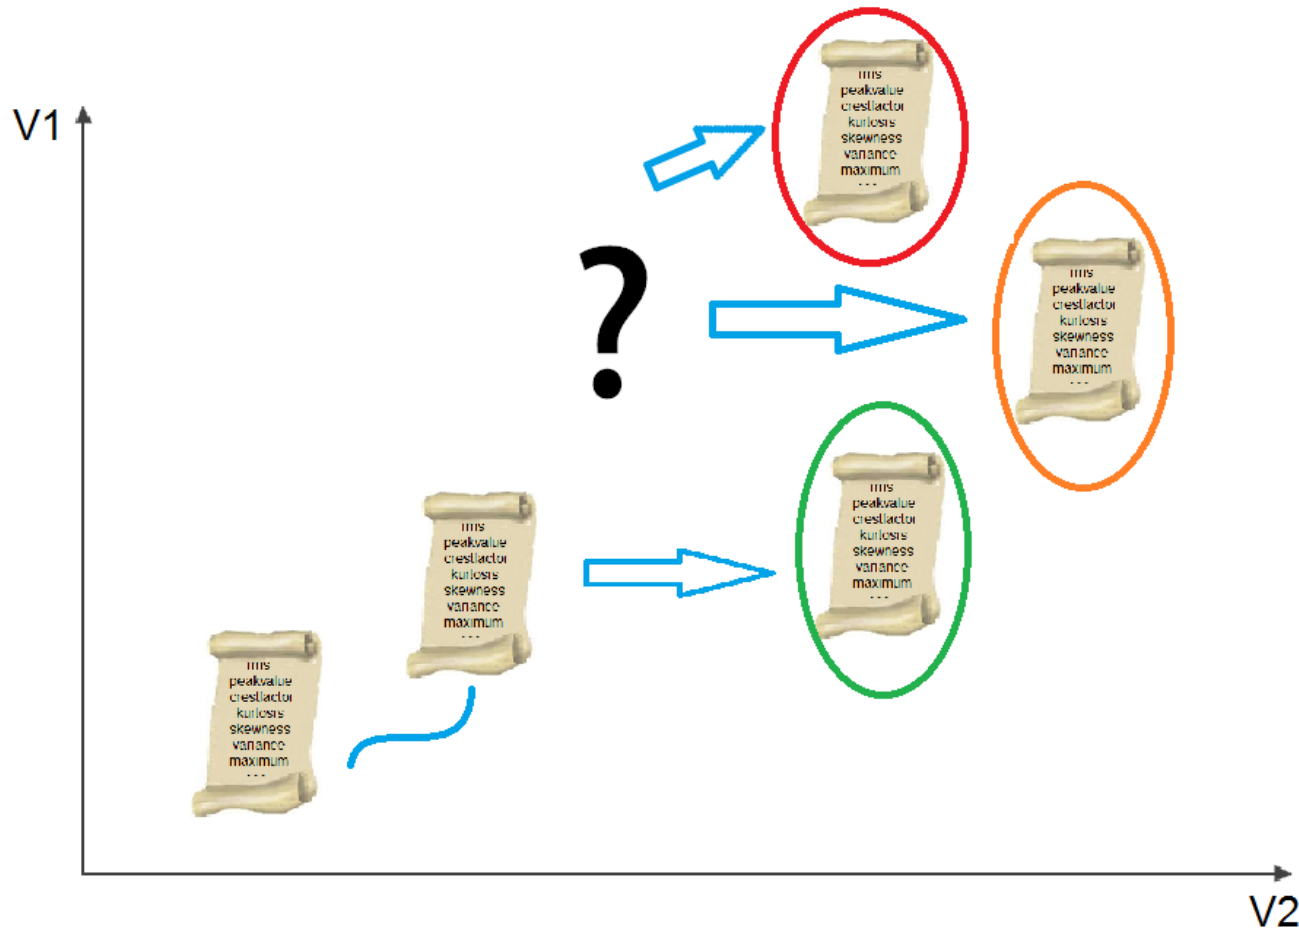 V1
rms
peakvalue
crestfactor
kurtosis
skewness
variance
maximum
...
rms
peakvalue
crestfactor
kurtosis
skewness
variance
maximum
...
?
rms
peakvalue
crestfactor
kurtosis
skewness
variance
maximum
...
rms
peakvalue
crestfactor
kurtosis
skewness
variance
maximum
...
rms
peakvalue
crestfactor
kurtosis
skewness
variance
maximum
...
V2